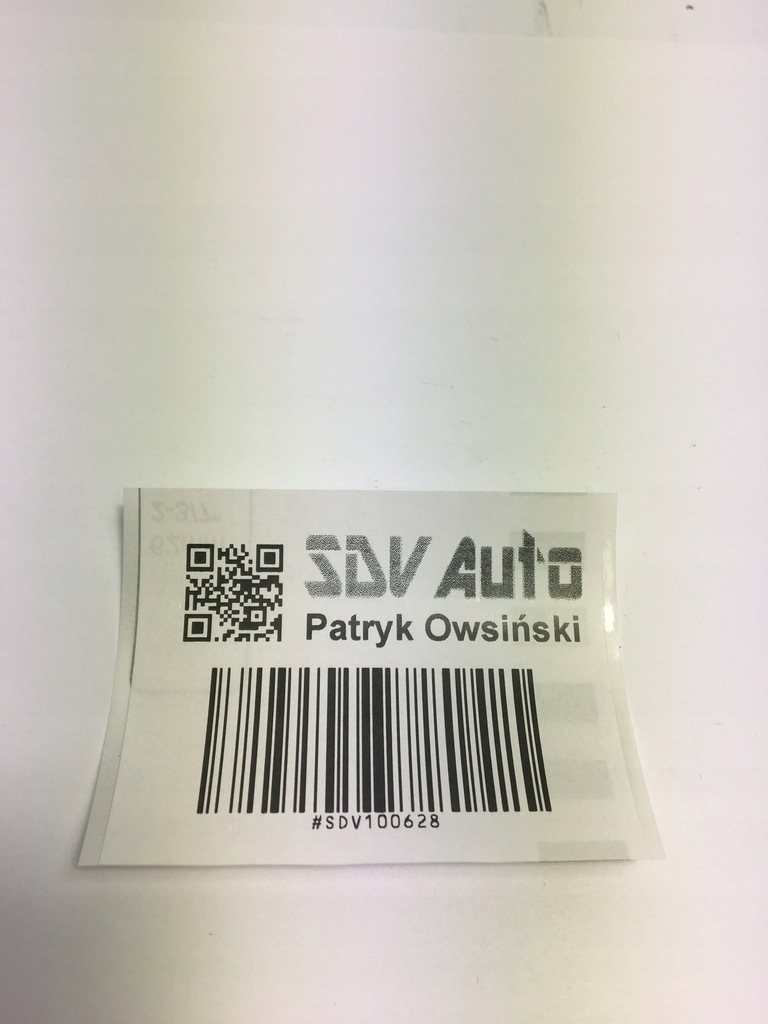 SDV Auto
Patryk Owsiński
#SDV100628